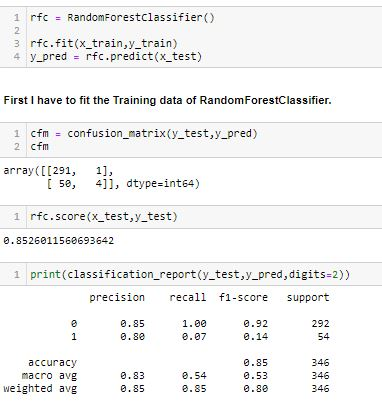 1 rfc = RandomForestClassifier()
2
3 rfc.fit(x_train,y_train)
4 y_pred = rfc.predict(x_test)
First I have to fit the Training data of RandomForestClassifier.
1 cfm = confusion_matrix(y_test,y_pred)
2 cfm
array([[291,   1],
       [ 50,   4]], dtype=int64)
1 rfc.score(x_test,y_test)
0.8526011560693642
1 print(classification_report(y_test,y_pred,digits=2))
              precision    recall  f1-score   support
           0       0.85      1.00      0.92       292
           1       0.80      0.07      0.14        54
    accuracy                           0.85       346
   macro avg       0.83      0.54      0.53       346
weighted avg       0.85      0.85      0.80       346